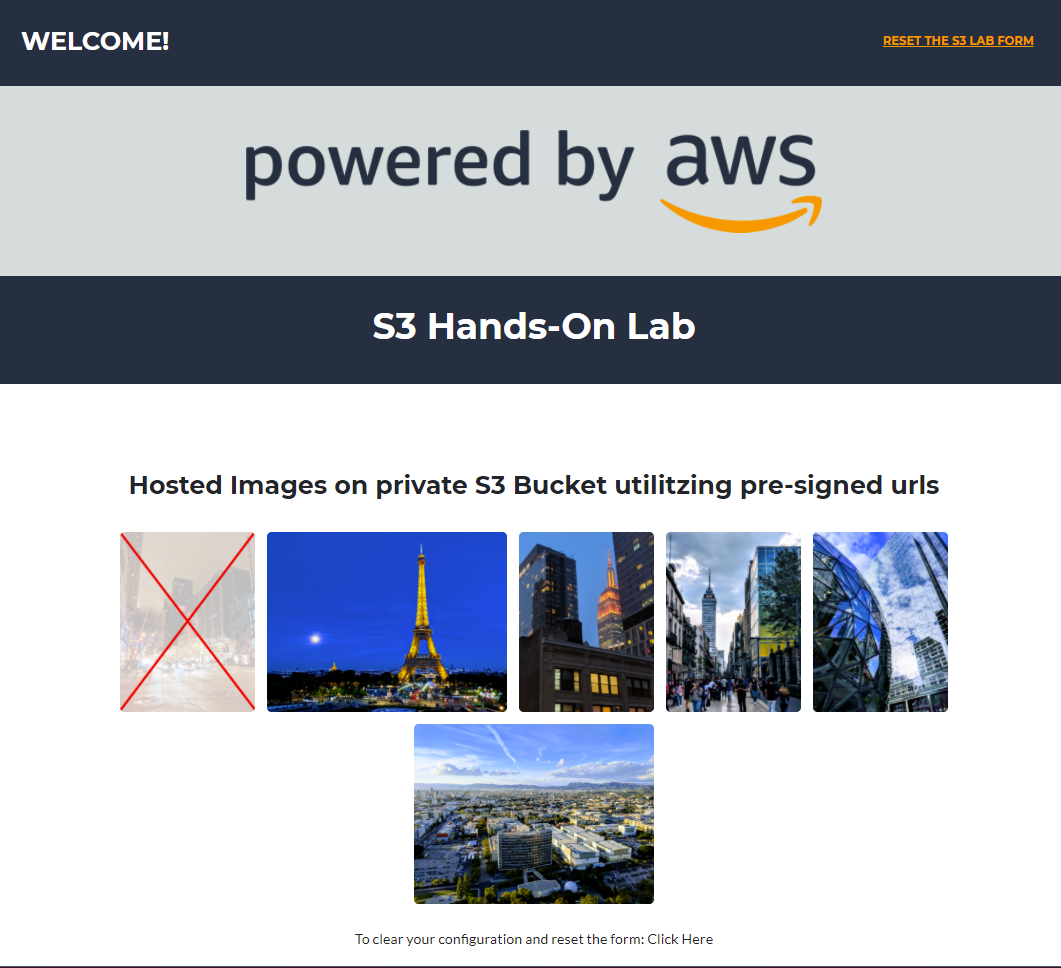 WELCOME!
RESET THE S3 LAB FORM
powered by aws
S3 Hands-On Lab
Hosted Images on private S3 Bucket utilitzing pre-signed urls
To clear your configuration and reset the form: Click Here